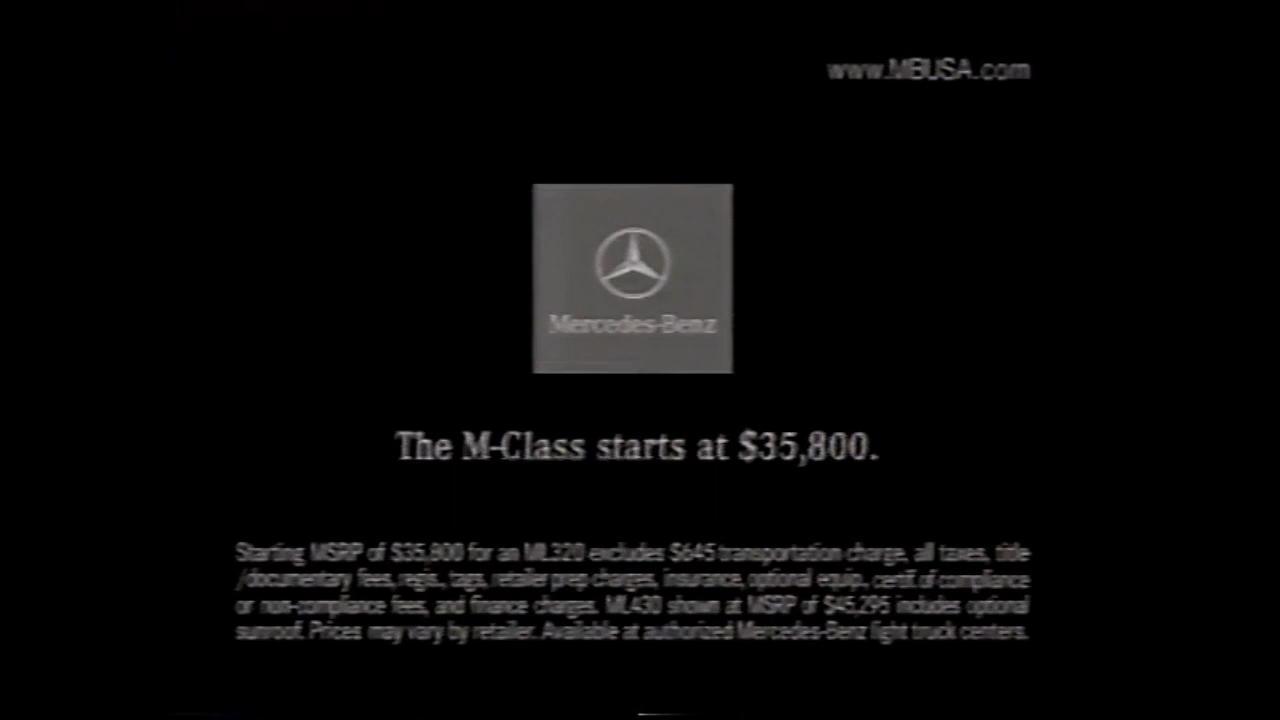 www.MBUSA.com
Mercedes-Benz
The M-Class starts at $35,800.
Starting MSRP of $35,800 for an ML320 excludes $645 transportation charge, all taxes, title
/documentary fees, regis., tags, retailer prep charges, insurance, optional equip., certif. of compliance
or non-compliance fees, and finance charges. ML430 shown at MSRP of $45,295 includes optional
sunroof. Prices may vary by retailer. Available at authorized Mercedes-Benz light truck centers.